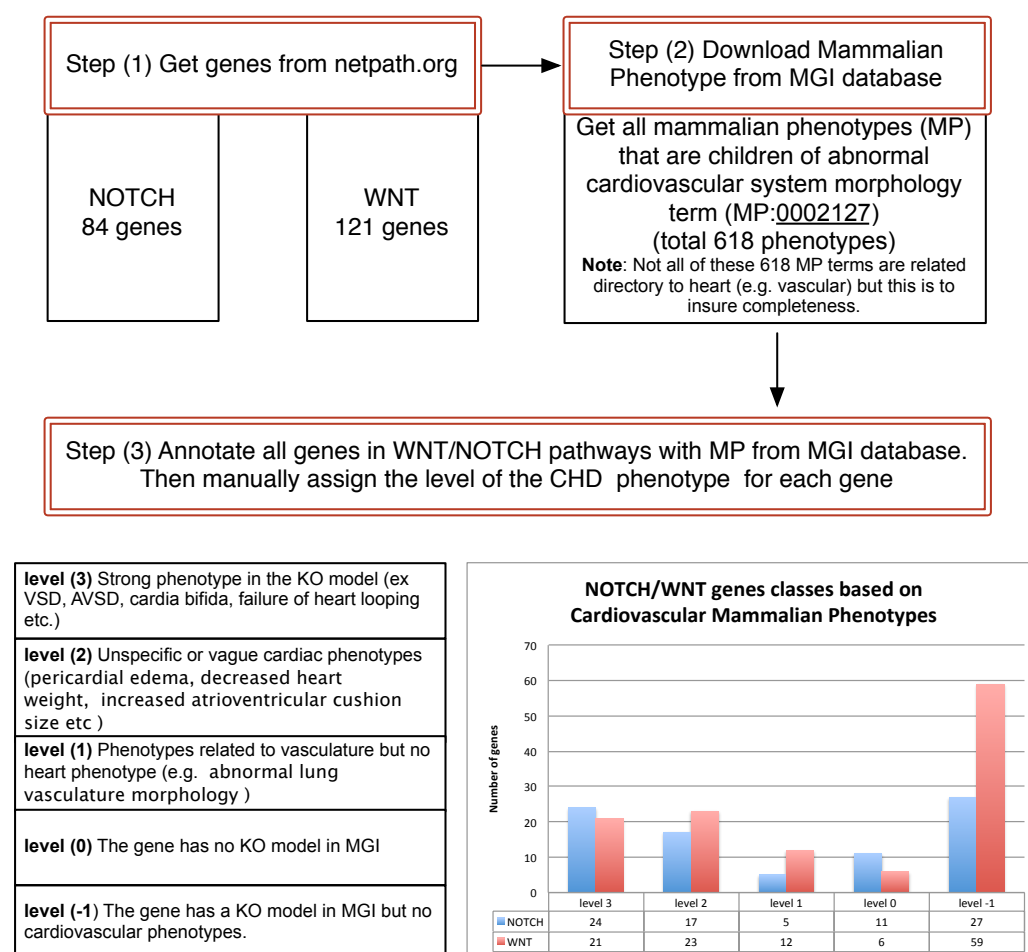 Step (1) Get genes from netpath.org
Step (2) Download Mammalian
Phenotype from MGI database
NOTCH
84 genes
WNT
121 genes
Get all mammalian phenotypes (MP)
that are children of abnormal
cardiovascular system morphology
term (MP:0002127)
(total 618 phenotypes)
Note: Not all of these 618 MP terms are related
directory to heart (e.g. vascular) but this is to
insure completeness.
Step (3) Annotate all genes in WNT/NOTCH pathways with MP from MGI database.
Then manually assign the level of the CHD phenotype for each gene
level (3) Strong phenotype in the KO model (ex
VSD, AVSD, cardia bifida, failure of heart looping
etc.)
level (2) Unspecific or vague cardiac phenotypes
(pericardial edema, decreased heart
weight, increased atrioventricular cushion
size etc )
level (1) Phenotypes related to vasculature but no
heart phenotype (e.g. abnormal lung
vasculature morphology )
level (0) The gene has no KO model in MGI
level (-1) The gene has a KO model in MGI but no
cardiovascular phenotypes.
NOTCH/WNT genes classes based on
Cardiovascular Mammalian Phenotypes
Number of genes
70
60
50
40
30
20
10
0
level 3 level 2 level 1 level 0 level -1
NOTCH 24 17 5 11 27
WNT 21 23 12 6 59